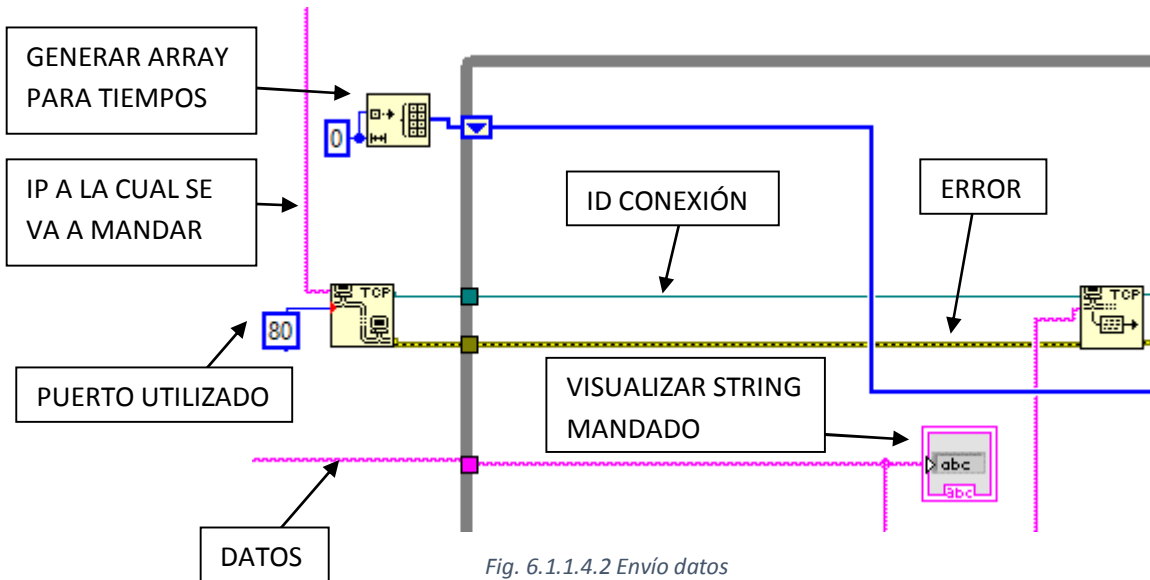 GENERAR ARRAY
PARA TIEMPOS
0
IP A LA CUAL SE
VA A MANDAR
ID CONEXIÓN
ERROR
TCP
TCP
80
PUERTO UTILIZADO
VISUALIZAR STRING
MANDADO
abc
abc
DATOS
Fig. 6.1.1.4.2 Envío datos